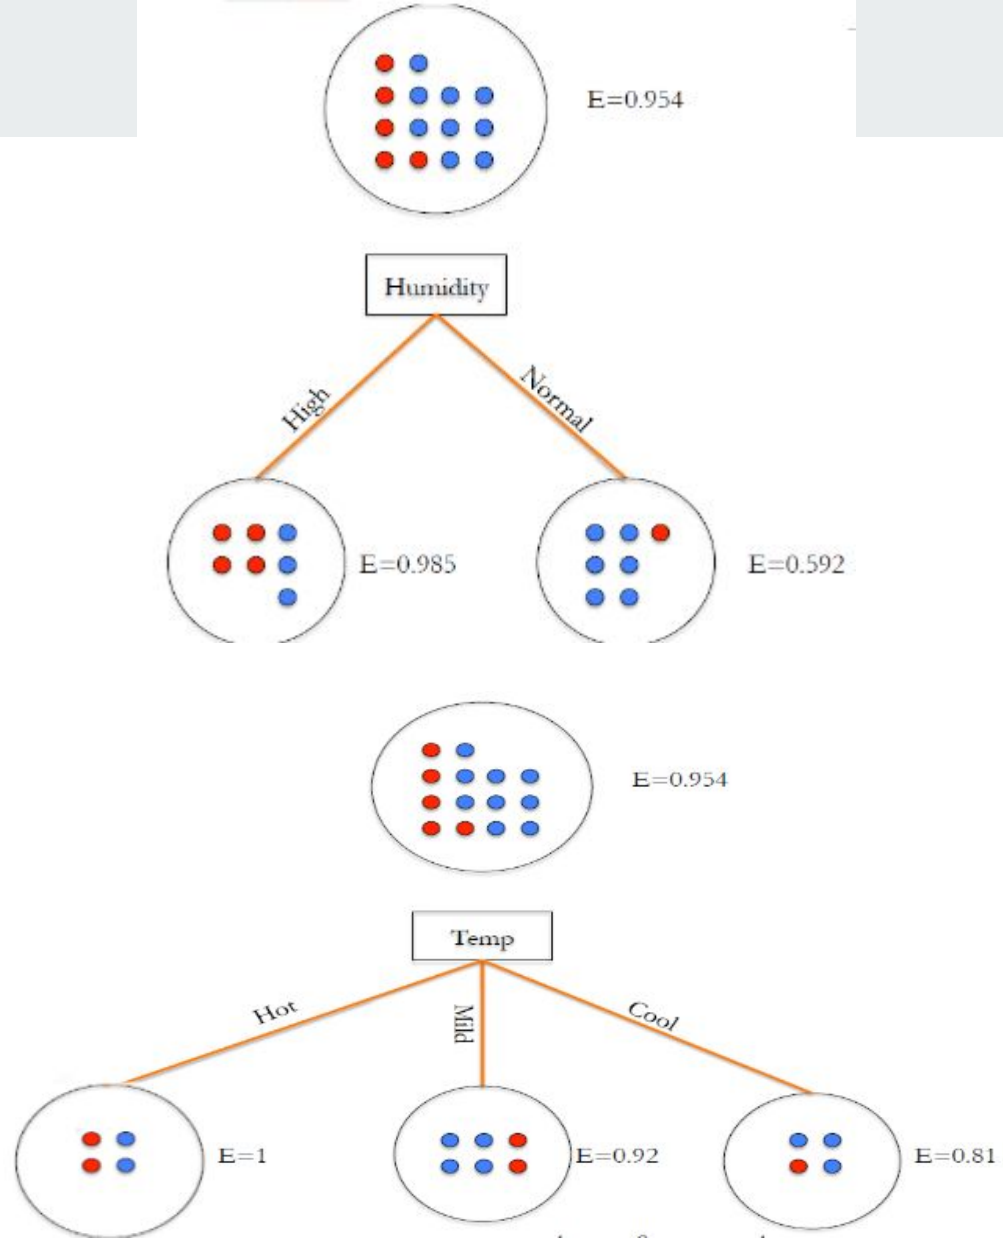 E=0.954
Humidity
High
Normal
E=0.985
E=0.592
E=0.954
Temp
Hot
Mild
Cool
E=1
E=0.92
E=0.81